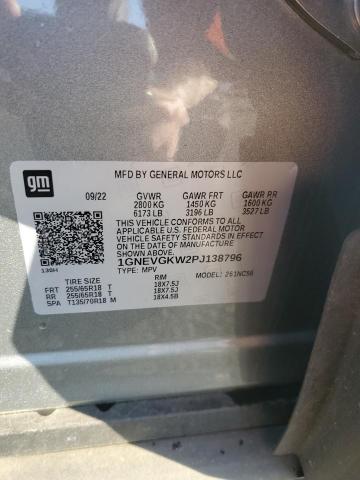 gm
MFD BY GENERAL MOTORS LLC
09/22 GVWR GAWR FRT GAWR RR
2800 KG 1450 KG 1600 KG
6173 LB 3196 LB 3527 LB
THIS VEHICLE CONFORMS TO ALL APPLICABLE
U.S. FEDERAL MOTOR VEHICLE SAFETY AND
THEFT PREVENTION STANDARDS IN EFFECT ON THE
DATE OF MANUFACTURE SHOWN ABOVE.
1GNEVGKW2PJ138796
TYPE: MPV MODEL: 261NC56
TIRE SIZE RIM
FRT 255/65R18 T 18X7.5J
RR 255/65R18 T 18X7.5J
SPA T135/70R18 M 18X4.5B